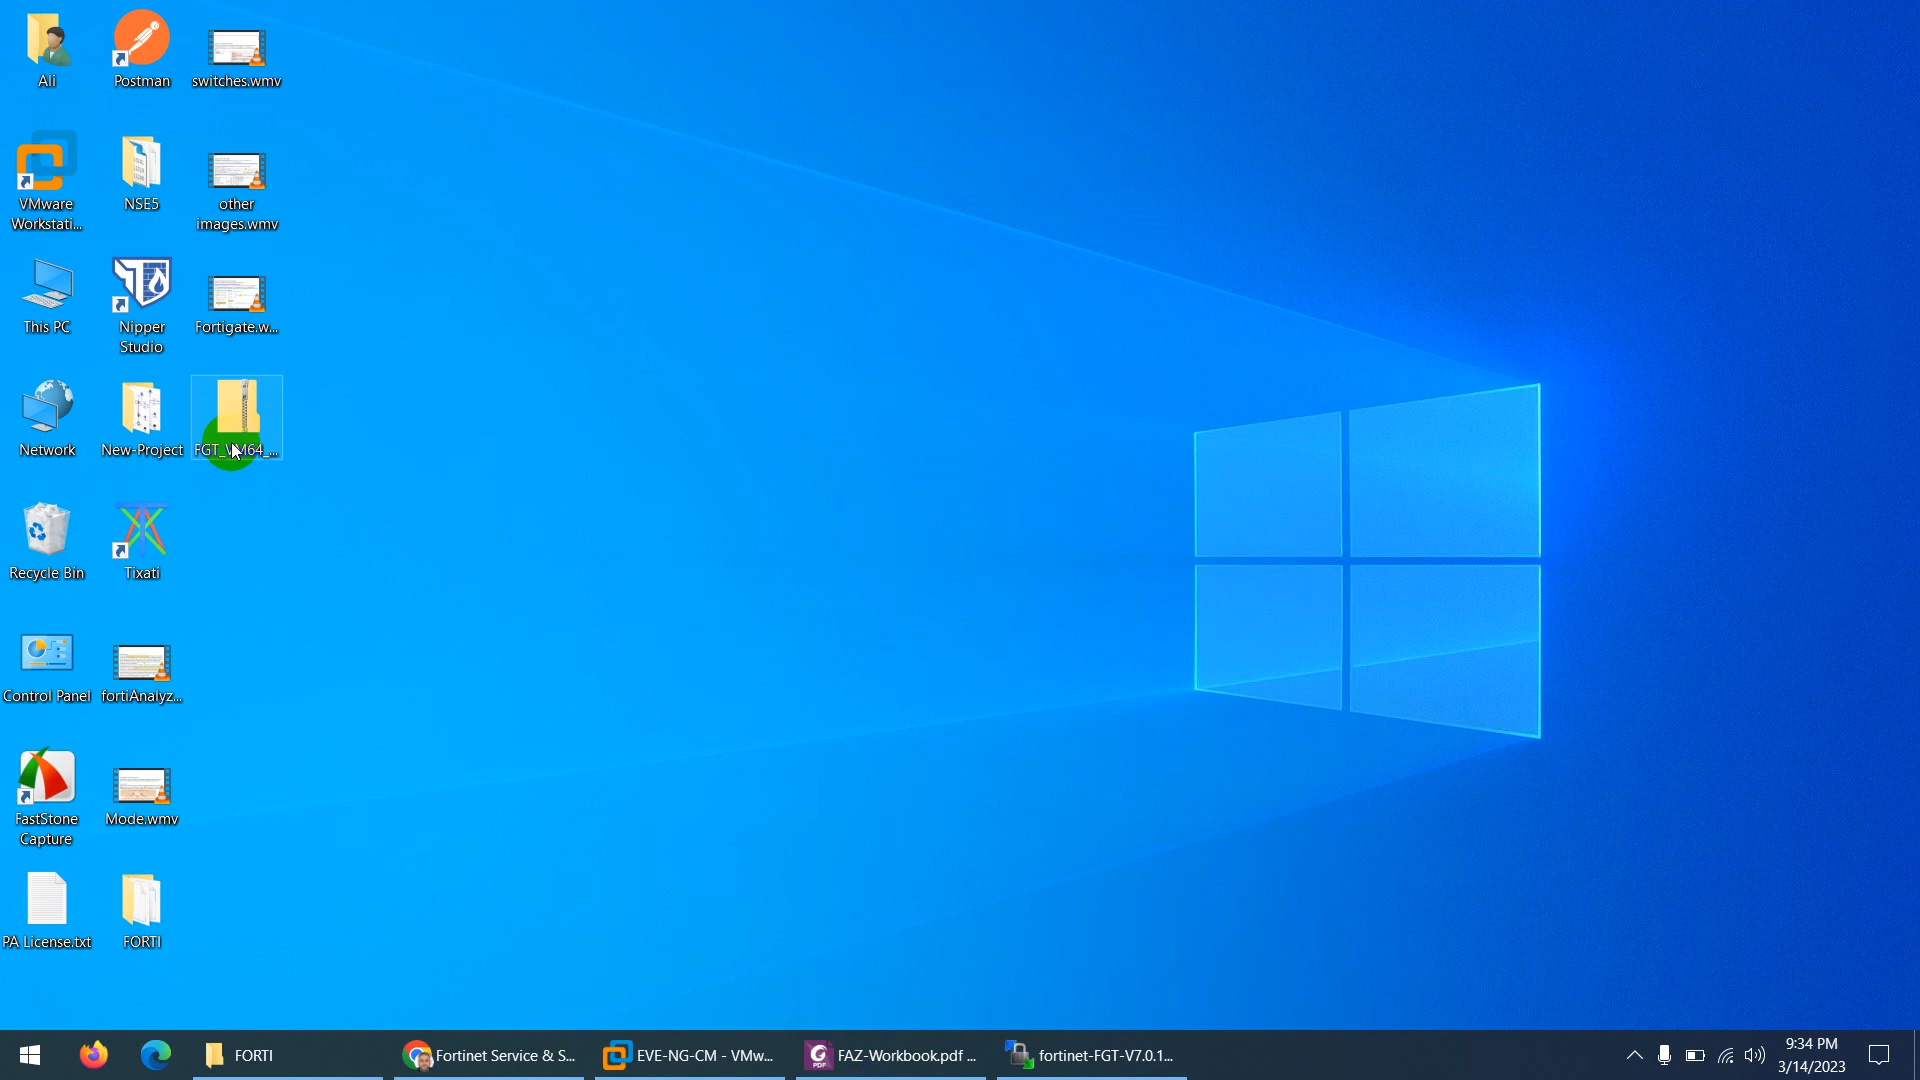 Ali
Postman
switches.wmv
VMware
Workstati...
NSE5
other
images.wmv
This PC
Nipper
Studio
Fortigate.w...
Network
New-Project
FGT_VM64_...
Recycle Bin
Tixati
Control Panel
fortiAnalyz...
Mode.wmv
FastStone
Capture
PA License.txt
FORTI
FORTI
Fortinet Service & S...
EVE-NG-CM - VMw...
PDF
FAZ-Workbook.pdf ...
fortinet-FGT-V7.0.1...
9:34 PM
3/14/2023